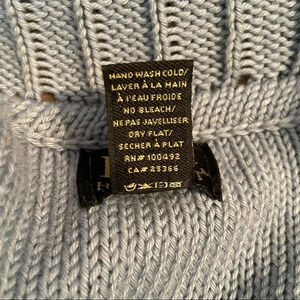 HAND WASH COLD/
LAVER À LA MAIN
À L'EAU FROIDE
NO BLEACH/
NE PAS JAVELLISER
DRY FLAT/
SECHER À PLAT
RN# 100492
CA# 29366